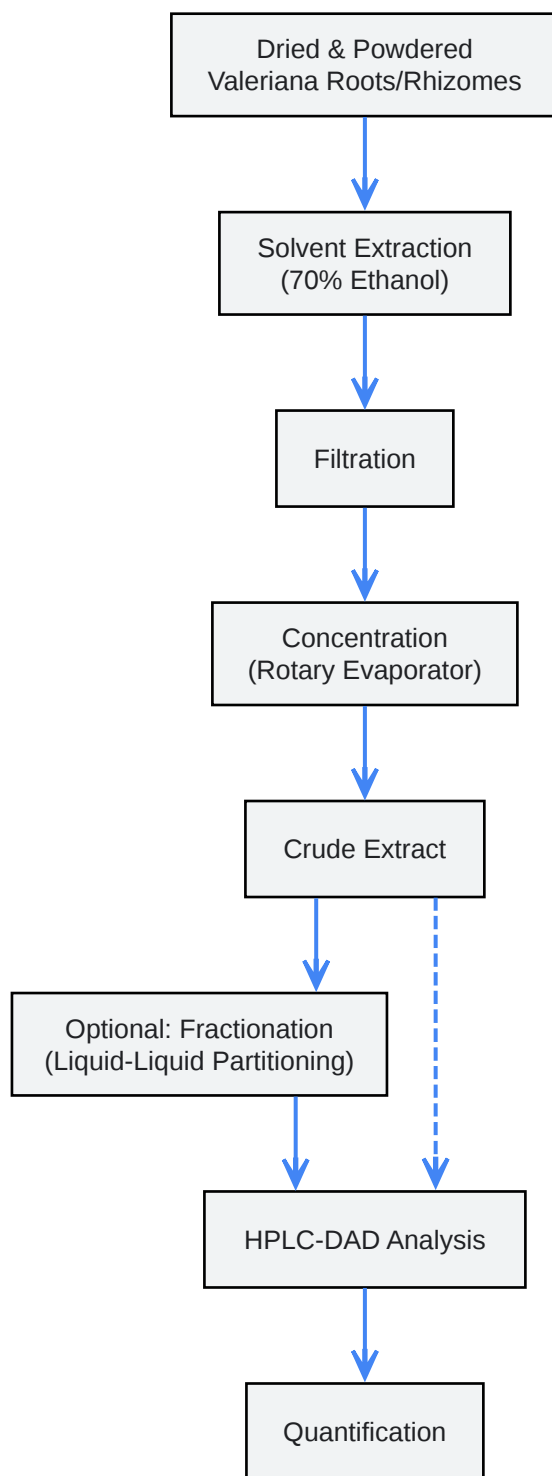 Dried & Powdered
Valeriana Roots/Rhizomes
Solvent Extraction
(70% Ethanol)
Filtration
Concentration
(Rotary Evaporator)
Crude Extract
Optional: Fractionation
(Liquid-Liquid Partitioning)
HPLC-DAD Analysis
Quantification